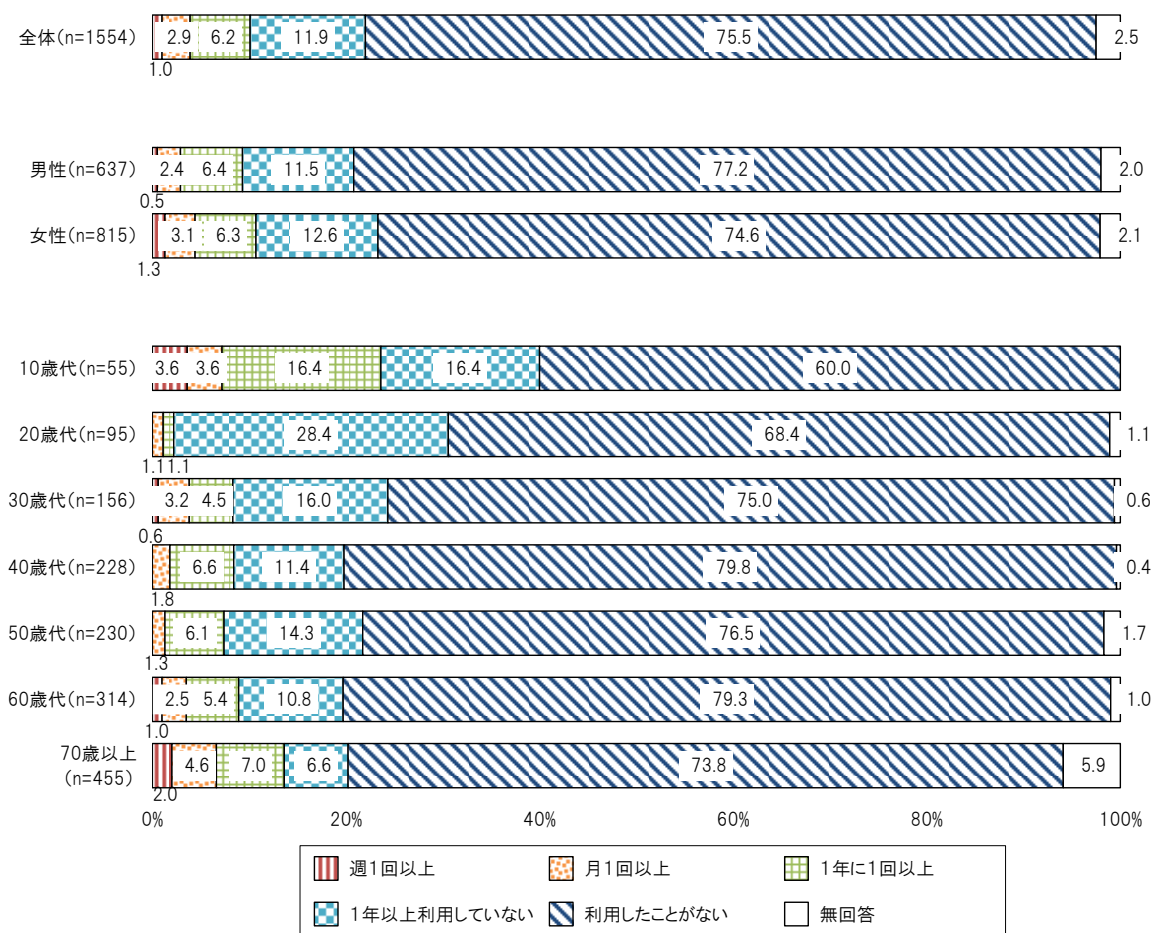 全体(n=1554) 2.9 6.2 11.9 75.5 2.5
1.0
男性(n=637) 2.4 6.4 11.5 77.2 2.0
0.5
女性(n=815) 3.1 6.3 12.6 74.6 2.1
1.3
10歳代(n=55) 3.6 3.6 16.4 16.4 60.0
20歳代(n=95) 28.4 68.4 1.1
1.1 1.1
30歳代(n=156) 3.2 4.5 16.0 75.0 0.6
0.6
40歳代(n=228) 6.6 11.4 79.8 0.4
1.8
50歳代(n=230) 6.1 14.3 76.5 1.7
1.3
60歳代(n=314) 2.5 5.4 10.8 79.3 1.0
1.0
70歳以上
(n=455) 4.6 7.0 6.6 73.8 5.9
2.0
0% 20% 40% 60% 80% 100%
週1回以上 月1回以上 1年に1回以上
1年以上利用していない 利用したことがない 無回答